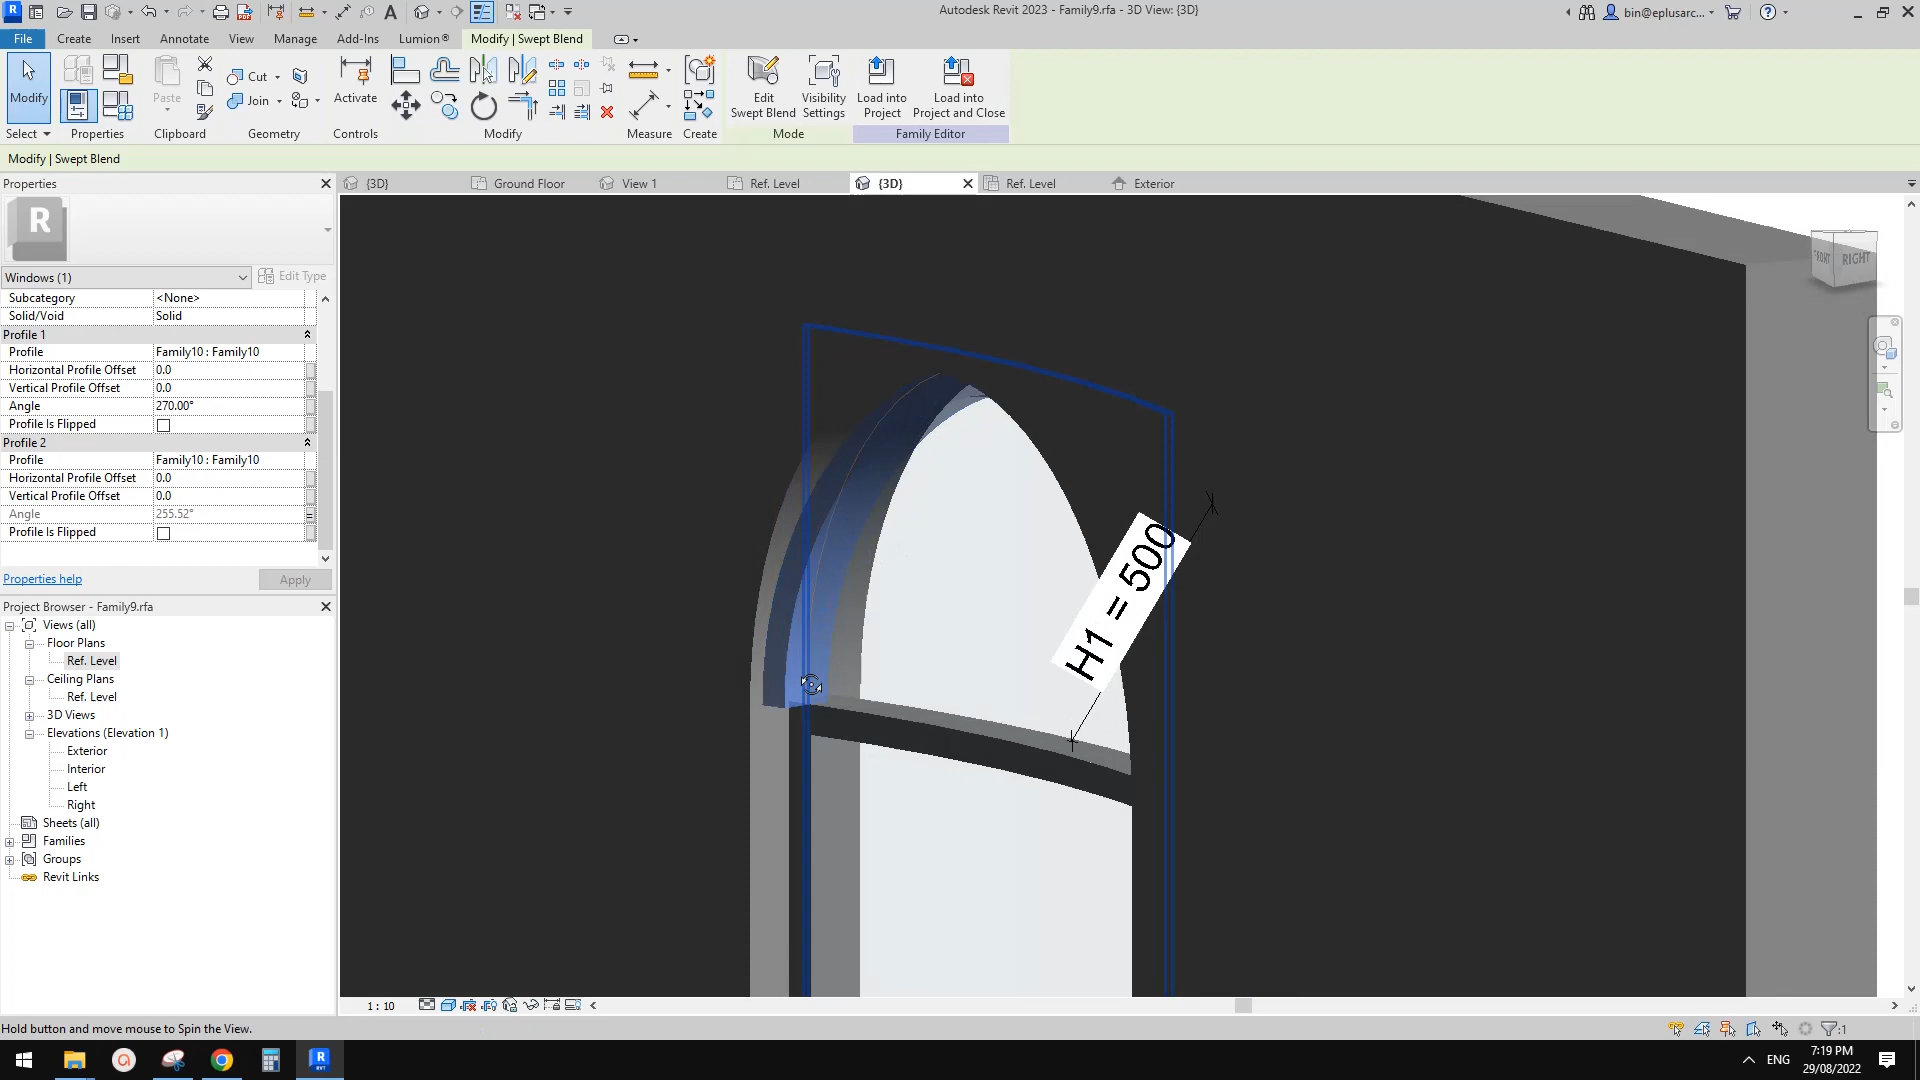 Autodesk Revit 2023 - Family9.rfa - 3D View: {3D}
bin@eplusarc...
File Create Insert Annotate View Manage Add-Ins Lumion® Modify | Swept Blend
Modify
Paste
Cut
Join
Activate
Edit
Swept Blend
Visibility
Settings
Load into
Project
Load into
Project and Close
Select Properties Clipboard Geometry Controls Modify Measure Create Mode Family Editor
Modify | Swept Blend
Properties
{3D} Ground Floor View 1 Ref. Level {3D} Ref. Level Exterior
R
Windows (1) Edit Type
Subcategory <None>
Solid/Void Solid
Profile 1
Profile Family10 : Family10
Horizontal Profile Offset 0.0
Vertical Profile Offset 0.0
Angle 270.00°
Profile Is Flipped
Profile 2
Profile Family10 : Family10
Horizontal Profile Offset 0.0
Vertical Profile Offset 0.0
Angle 255.52° =
Profile Is Flipped
Properties help Apply
Project Browser - Family9.rfa
Views (all)
Floor Plans
Ref. Level
Ceiling Plans
Ref. Level
3D Views
Elevations (Elevation 1)
Exterior
Interior
Left
Right
Sheets (all)
Families
Groups
Revit Links
FRONT RIGHT
H1 = 500
1 : 10
Hold button and move mouse to Spin the View.
:1
ENG
7:19 PM
29/08/2022